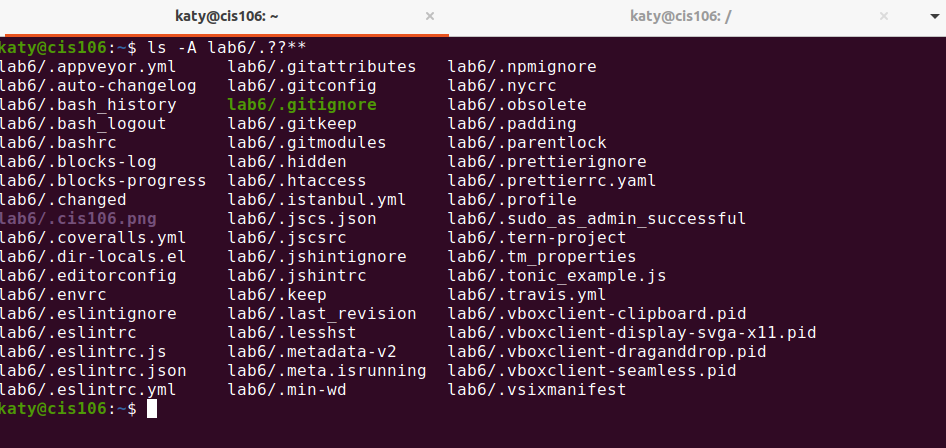 katy@cis106: ~ × katy@cis106: / ×
katy@cis106:~$ ls -A lab6/.??**
lab6/.appveyor.yml lab6/.gitattributes lab6/.npmignore
lab6/.auto-changelog lab6/.gitconfig lab6/.nycrc
lab6/.bash_history lab6/.gitignore lab6/.obsolete
lab6/.bash_logout lab6/.gitkeep lab6/.padding
lab6/.bashrc lab6/.gitmodules lab6/.parentlock
lab6/.blocks-log lab6/.hidden lab6/.prettierignore
lab6/.blocks-progress lab6/.htaccess lab6/.prettierrc.yaml
lab6/.changed lab6/.istanbul.yml lab6/.profile
lab6/.cis106.png lab6/.jscs.json lab6/.sudo_as_admin_successful
lab6/.coveralls.yml lab6/.jscsrc lab6/.tern-project
lab6/.dir-locals.el lab6/.jshintignore lab6/.tm_properties
lab6/.editorconfig lab6/.jshintrc lab6/.tonic_example.js
lab6/.envrc lab6/.keep lab6/.travis.yml
lab6/.eslintignore lab6/.last_revision lab6/.vboxclient-clipboard.pid
lab6/.eslintrc lab6/.lesshst lab6/.vboxclient-display-svga-x11.pid
lab6/.eslintrc.js lab6/.metadata-v2 lab6/.vboxclient-draganddrop.pid
lab6/.eslintrc.json lab6/.meta.isrunning lab6/.vboxclient-seamless.pid
lab6/.eslintrc.yml lab6/.min-wd lab6/.vsixmanifest
katy@cis106:~$